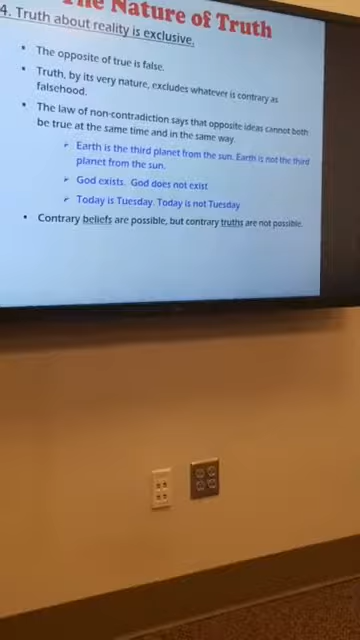 The Nature of Truth
4. Truth about reality is exclusive.
• The opposite of true is false.
• Truth, by its very nature, excludes whatever is contrary as
falsehood.
• The law of non-contradiction says that opposite ideas cannot both
be true at the same time and in the same way.
➢ Earth is the third planet from the sun. Earth is not the third
planet from the sun.
➢ God exists. God does not exist
➢ Today is Tuesday. Today is not Tuesday
• Contrary beliefs are possible, but contrary truths are not possible.